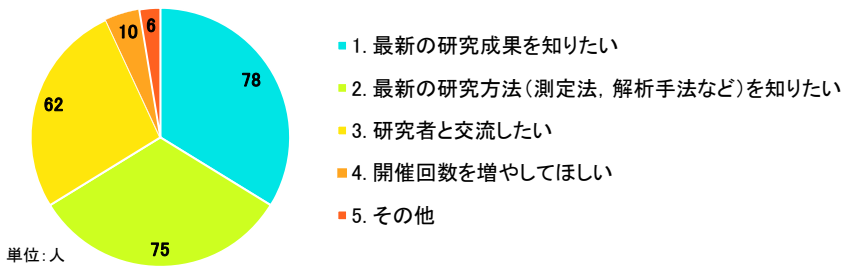 6
10
78
62
75
単位:人
1. 最新の研究成果を知りたい
2. 最新の研究方法(測定法, 解析手法など)を知りたい
3. 研究者と交流したい
4. 開催回数を増やしてほしい
5. その他